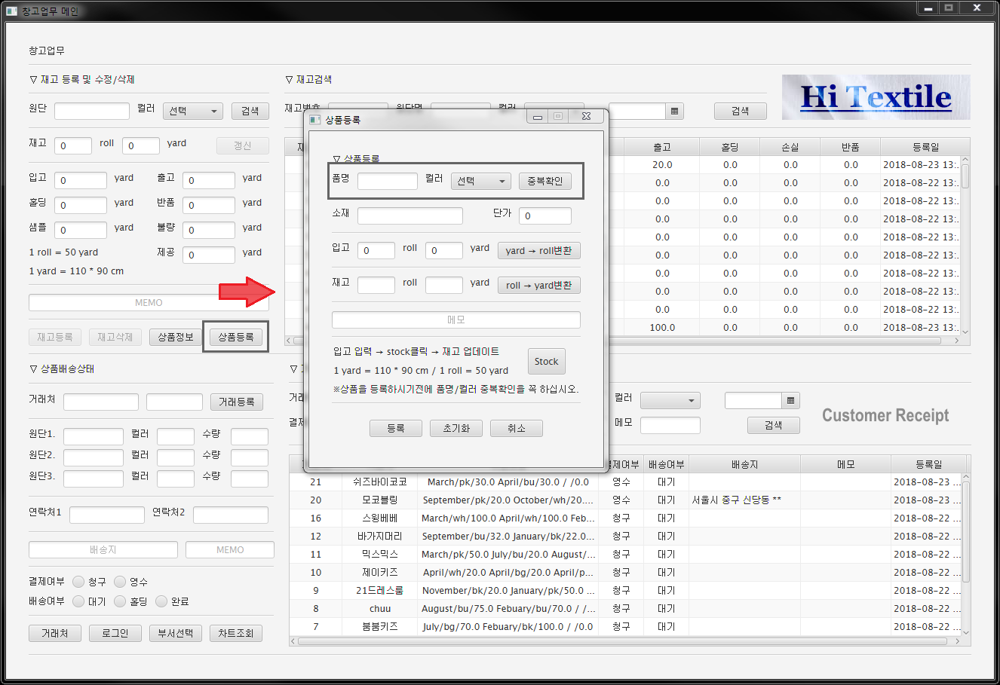 창고업무 메인
창고업무
▽ 재고 등록 및 수정/삭제
▽ 재고검색
Hi Textile
원단 컬러 선택 검색
검색
재고 0 roll 0 yard 갱신
입고 0 yard 출고 0 yard
홀딩 0 yard 반품 0 yard
샘플 0 yard 불량 0 yard
1 roll = 50 yard 제공 0 yard
1 yard = 110 * 90 cm
MEMO
재고등록 재고삭제 상품정보 상품등록
출고 홀딩 손실 반품 등록일
20.0 0.0 0.0 0.0 2018-08-23 13:.
0.0 0.0 0.0 0.0 2018-08-22 13:.
0.0 0.0 0.0 0.0 2018-08-22 13:.
0.0 0.0 0.0 0.0 2018-08-22 13:.
0.0 0.0 0.0 0.0 2018-08-22 13:.
0.0 0.0 0.0 0.0 2018-08-22 13:.
0.0 0.0 0.0 0.0 2018-08-22 13:.
0.0 0.0 0.0 0.0 2018-08-22 13:.
0.0 0.0 0.0 0.0 2018-08-22 13:.
100.0 0.0 0.0 0.0 2018-08-22 13:.
상품등록
▽ 상품등록
품명 컬러 선택 중복확인
소재 단가 0
입고 0 roll 0 yard yard → roll변환
재고 roll yard roll → yard변환
메모
입고 입력 → stock클릭 → 재고 업데이트
1 yard = 110 * 90 cm / 1 roll = 50 yard
Stock
※상품을 등록하시기전에 품명/컬러 중복확인을 꼭 하십시오.
등록 초기화 취소
▽ 상품배송상태
거래처 거래등록
원단1. 컬러 수량
원단2. 컬러 수량
원단3. 컬러 수량
연락처1 연락처2
배송지 MEMO
결제여부 청구 영수
배송여부 대기 홀딩 완료
거래처 로그인 부서선택 차트조회
컬러
메모 검색
Customer Receipt
결제여부 배송여부 배송지 메모 등록일
21 쉬즈바이코코 March/pk/30.0 April/bu/30.0 / /0.0 영수 대기 2018-08-23 ...
20 모코블링 September/pk/20.0 October/wh/20.... 영수 대기 서울시 중구 신당동 ** 2018-08-22 ...
16 스윙베베 March/wh/100.0 April/wh/100.0 Feb... 청구 대기 2018-08-22 ...
12 바가지머리 September/bu/32.0 January/bk/22.0... 청구 대기 2018-08-22 ...
11 믹스믹스 March/pk/50.0 July/bu/20.0 August/... 청구 대기 2018-08-22 ...
10 제이키즈 April/wh/20.0 April/bg/20.0 April/p... 청구 대기 2018-08-22 ...
9 21드레스룸 November/bk/20.0 January/pk/50.0 ... 청구 대기 2018-08-22 ...
8 chuu August/bu/75.0 Febuary/bu/70.0 / /... 청구 대기 2018-08-22 ...
7 붐붐키즈 July/bg/70.0 Febuary/bk/100.0 / /0.0 청구 대기 2018-08-22 ...